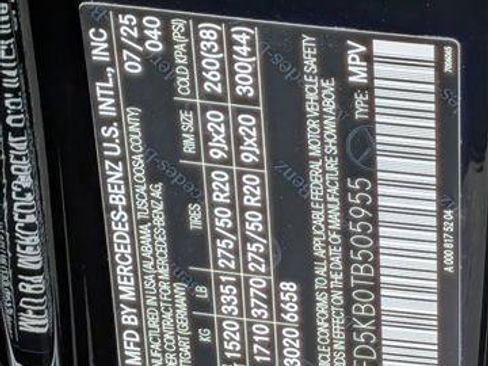 MFD BY MERCEDES-BENZ U.S. INTL., INC
07/25
MANUFACTURED IN USA (ALABAMA, TUSCALOOSA COUNTY)
040
UNDER CONTRACT FOR MERCEDES-BENZ AG,
STUTTGART (GERMANY)
KG LB TIRES RIM SIZE COLD KPA(PSI)
1520 3351 275/50 R20 9Jx20 260(38)
1710 3770 275/50 R20 9Jx20 300(44)
3020 6658
VEHICLE CONFORMS TO ALL APPLICABLE FEDERAL MOTOR VEHICLE SAFETY
IN EFFECT ON THE DATE OF MANUFACTURE SHOWN ABOVE.
FD5KB0TB505955 TYPE: MPV
A 000 817 52 04